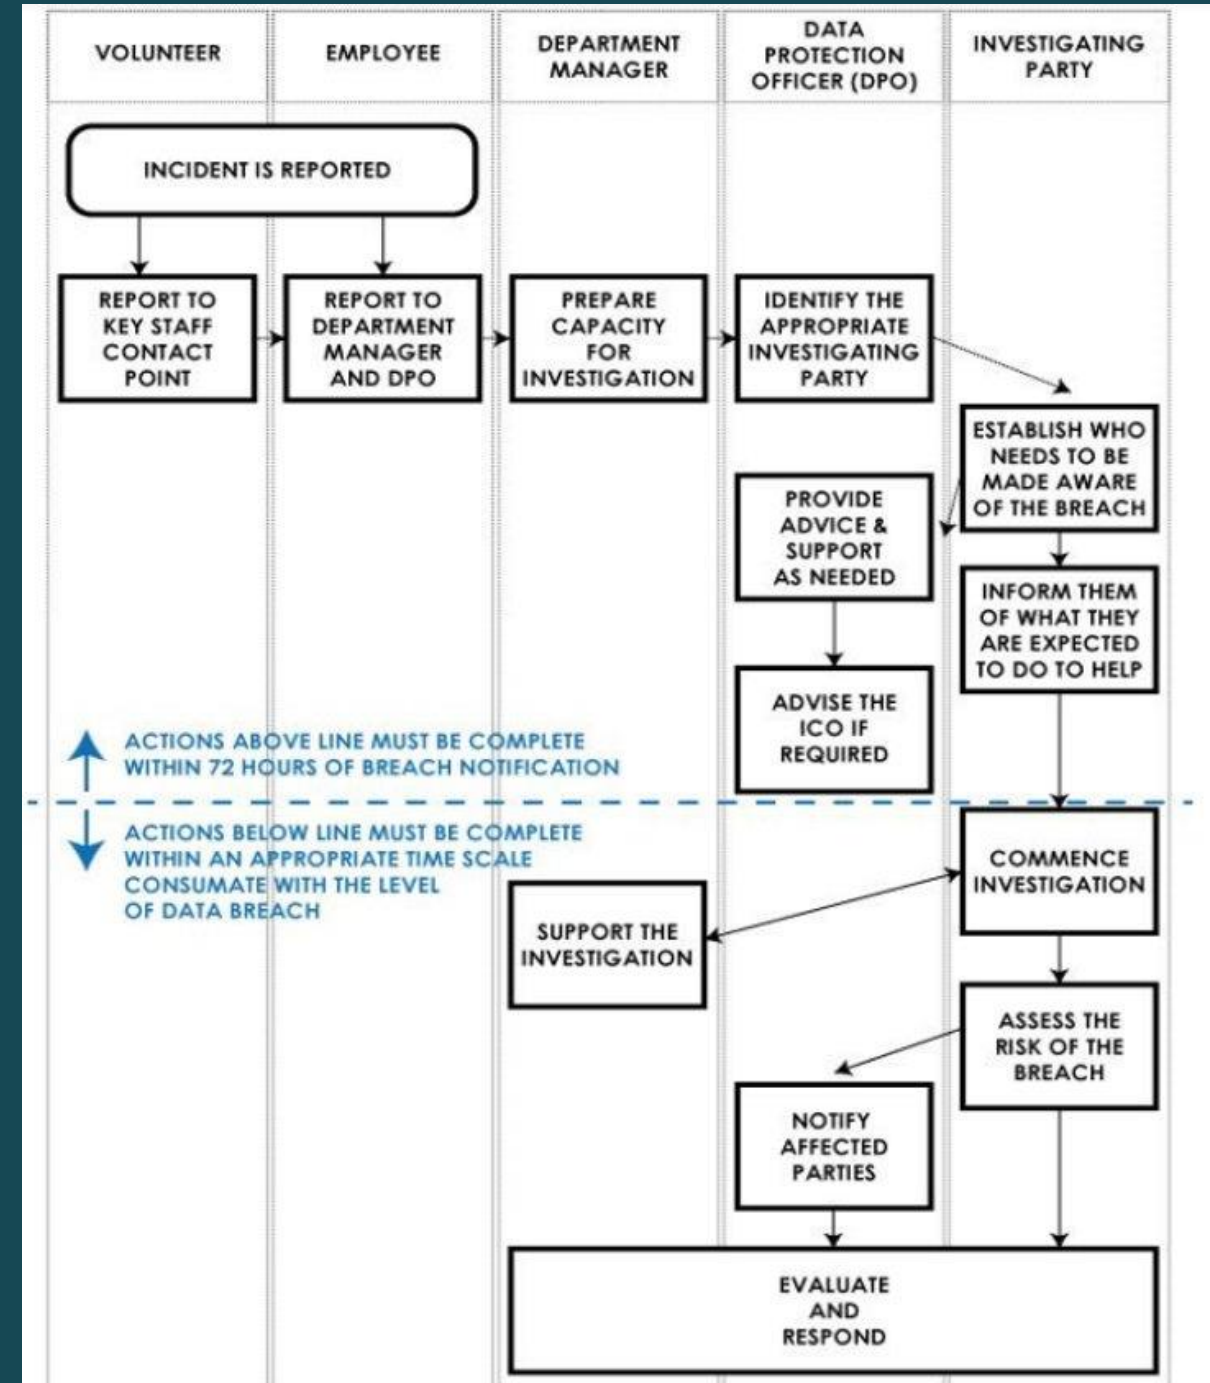 VOLUNTEER
EMPLOYEE
DEPARTMENT
MANAGER
DATA
PROTECTION
OFFICER (DPO)
INVESTIGATING
PARTY
INCIDENT IS REPORTED
REPORT TO
KEY STAFF
CONTACT
POINT
REPORT TO
DEPARTMENT
MANAGER
AND DPO
PREPARE
CAPACITY
FOR
INVESTIGATION
IDENTIFY THE
APPROPRIATE
INVESTIGATING
PARTY
ESTABLISH WHO
NEEDS TO BE
MADE AWARE
OF THE BREACH
PROVIDE
ADVICE &
SUPPORT
AS NEEDED
INFORM THEM
OF WHAT THEY
ARE EXPECTED
TO DO TO HELP
ADVISE THE
ICO IF
REQUIRED
ACTIONS ABOVE LINE MUST BE COMPLETE
WITHIN 72 HOURS OF BREACH NOTIFICATION
ACTIONS BELOW LINE MUST BE COMPLETE
WITHIN AN APPROPRIATE TIME SCALE
CONSUMATE WITH THE LEVEL
OF DATA BREACH
COMMENCE
INVESTIGATION
SUPPORT THE
INVESTIGATION
ASSESS THE
RISK OF THE
BREACH
NOTIFY
AFFECTED
PARTIES
EVALUATE
AND
RESPOND